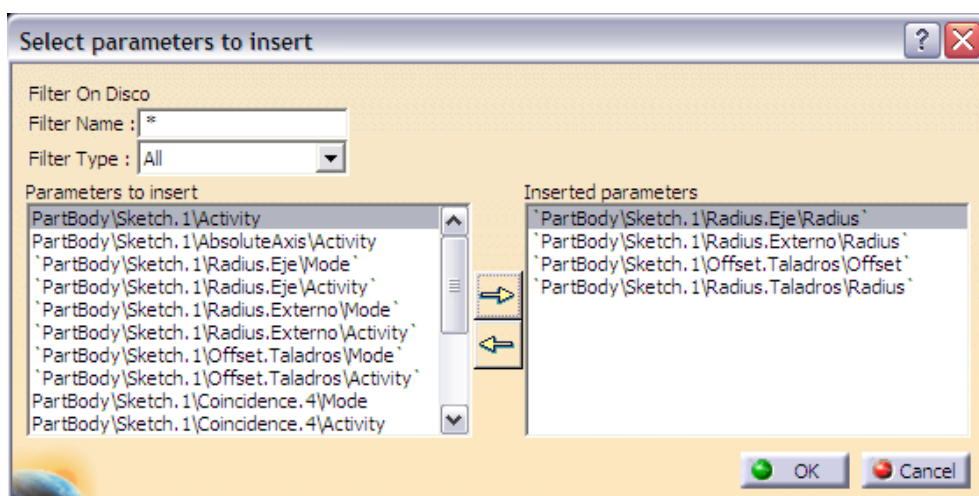 Select parameters to insert
?
Filter On Disco
Filter Name : *
Filter Type : All
Parameters to insert
PartBody\Sketch.1\Activity
PartBody\Sketch.1\AbsoluteAxis\Activity
`PartBody\Sketch.1\Radius.Eje\Mode`
`PartBody\Sketch.1\Radius.Eje\Activity`
`PartBody\Sketch.1\Radius.Externo\Mode`
`PartBody\Sketch.1\Radius.Externo\Activity`
`PartBody\Sketch.1\Offset.Taladros\Mode`
`PartBody\Sketch.1\Offset.Taladros\Activity`
PartBody\Sketch.1\Coincidence.4\Mode
PartBody\Sketch.1\Coincidence.4\Activity
Inserted parameters
`PartBody\Sketch.1\Radius.Eje\Radius`
`PartBody\Sketch.1\Radius.Externo\Radius`
`PartBody\Sketch.1\Offset.Taladros\Offset`
`PartBody\Sketch.1\Radius.Taladros\Radius`
OK
Cancel